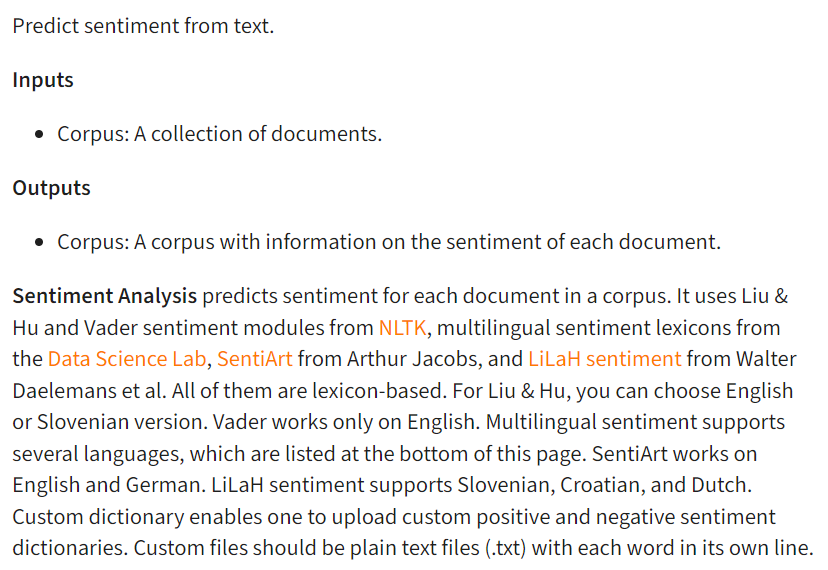 Predict sentiment from text.
Inputs
• Corpus: A collection of documents.
Outputs
• Corpus: A corpus with information on the sentiment of each document.
Sentiment Analysis predicts sentiment for each document in a corpus. It uses Liu &
Hu and Vader sentiment modules from NLTK, multilingual sentiment lexicons from
the Data Science Lab, SentiArt from Arthur Jacobs, and LiLaH sentiment from Walter
Daelemans et al. All of them are lexicon-based. For Liu & Hu, you can choose English
or Slovenian version. Vader works only on English. Multilingual sentiment supports
several languages, which are listed at the bottom of this page. SentiArt works on
English and German. LiLaH sentiment supports Slovenian, Croatian, and Dutch.
Custom dictionary enables one to upload custom positive and negative sentiment
dictionaries. Custom files should be plain text files (.txt) with each word in its own line.